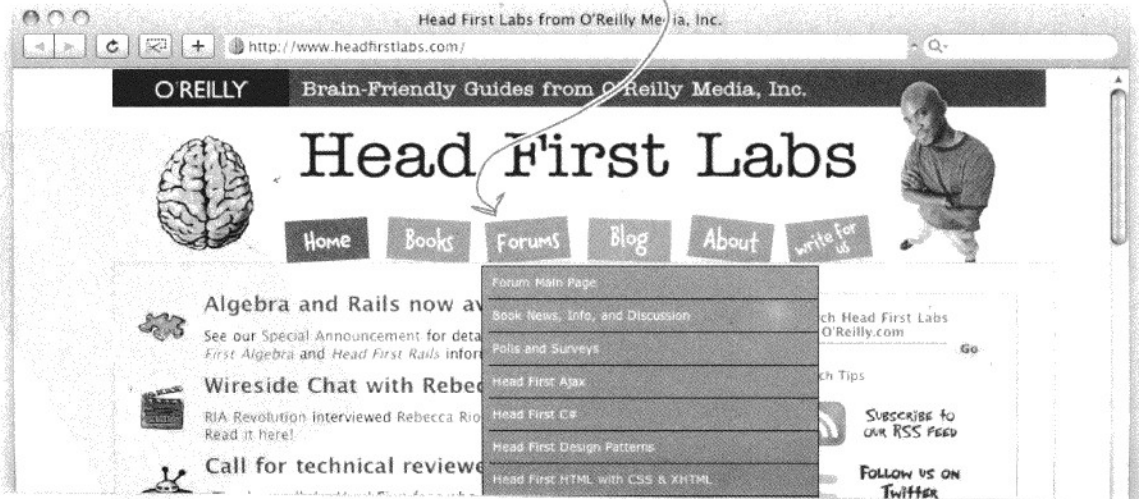 Head First Labs from O'Reilly Media, Inc.
http://www.headfirstlabs.com/
O'REILLY Brain-Friendly Guides from O'Reilly Media, Inc.
Head First Labs
Home Books Forums Blog About write for us
Forum Main Page
Book News, Info, and Discussion
Polls and Surveys
Head First Ajax
Head First C#
Head First Design Patterns
Head First HTML with CSS & XHTML
Algebra and Rails now av
See our Special Announcement for deta
First Algebra and Head First Rails infor
Wireside Chat with Rebec
RIA Revolution interviewed Rebecca Rio
Read it here!
Call for technical reviewe
ch Head First Labs
O'Reilly.com
Go
ch Tips
Subscribe to
our RSS feed
Follow us on
Twitter